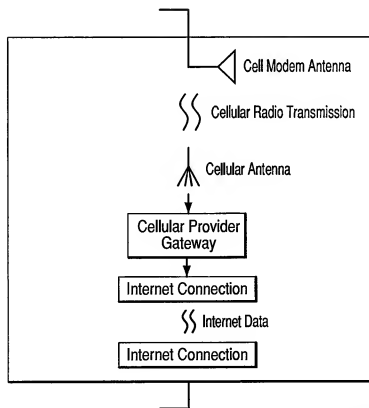 Cell Modem Antenna
Cellular Radio Transmission
Cellular Antenna
Cellular Provider
Gateway
Internet Connection
Internet Data
Internet Connection